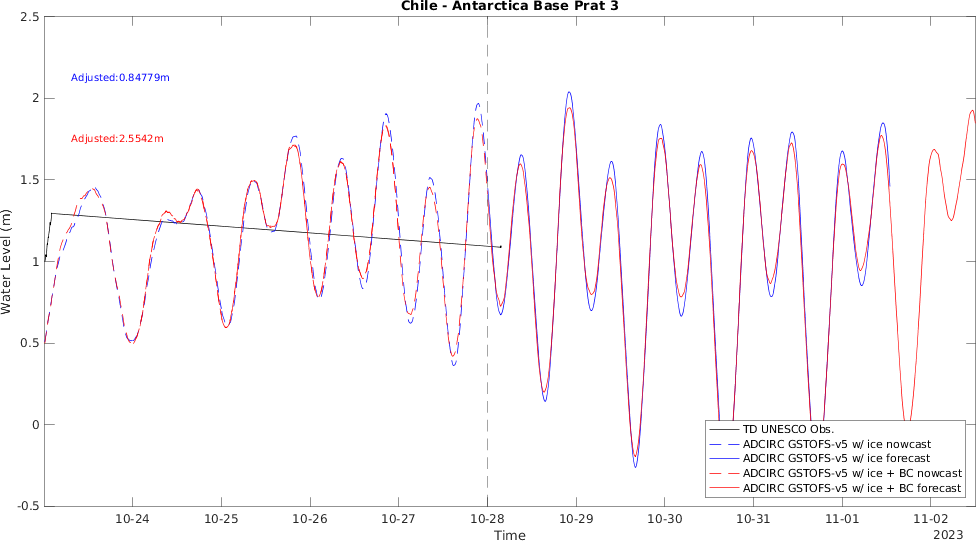 Chile - Antarctica Base Prat 3
2.5
2
1.5
1
0.5
0
-0.5
Water Level (m)
Adjusted:0.84779m
Adjusted:2.5542m
TD UNESCO Obs.
ADCIRC GSTOFS-v5 w/ ice nowcast
ADCIRC GSTOFS-v5 w/ ice forecast
ADCIRC GSTOFS-v5 w/ ice + BC nowcast
ADCIRC GSTOFS-v5 w/ ice + BC forecast
10-24 10-25 10-26 10-27 10-28 10-29 10-30 10-31 11-01 11-02
Time
2023